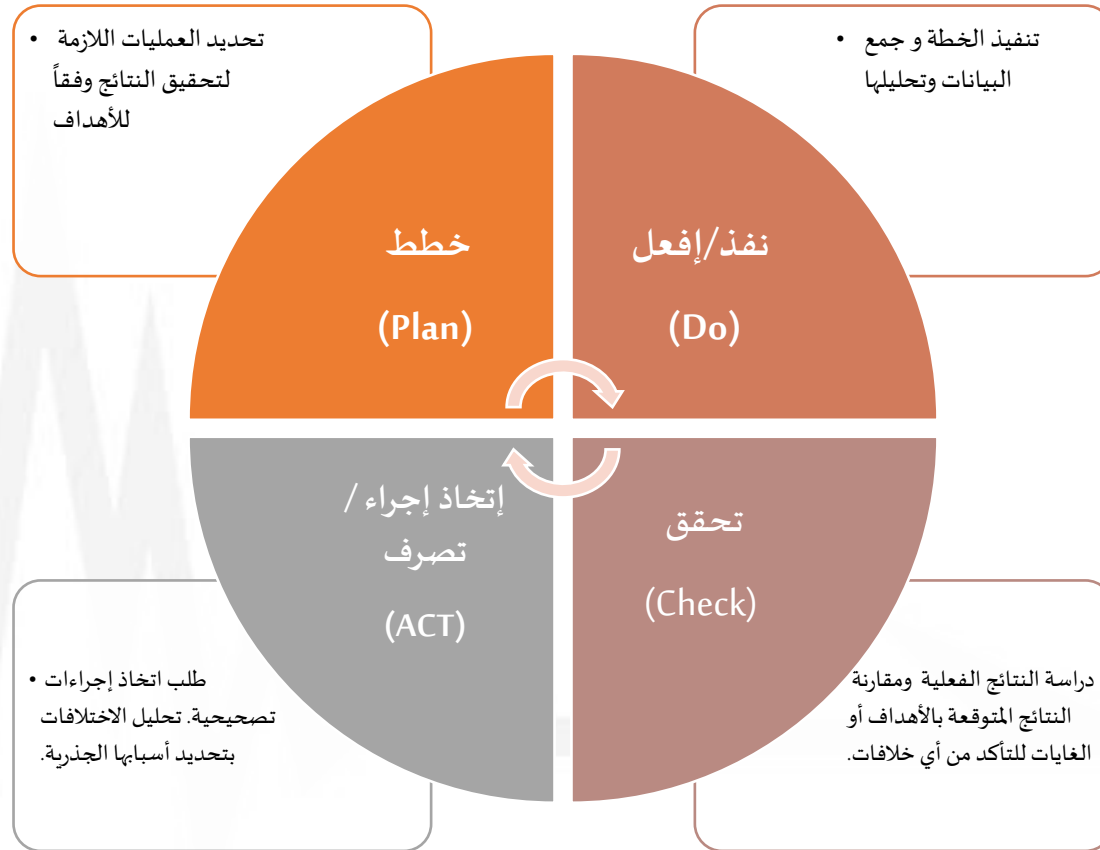 • تحديد العمليات اللازمة
لتحقيق النتائج وفقاً
للأهداف
• تنفيذ الخطة و جمع
البيانات وتحليلها
خطط
(Plan)
نفذ/إفعل
(Do)
إتخاذ إجراء /
تصرف
(ACT)
تحقق
(Check)
• طلب اتخاذ إجراءات
تصحيحية. تحليل الاختلافات
بتحديد أسبابها الجذرية.
دراسة النتائج الفعلية ومقارنة
النتائج المتوقعة بالأهداف أو
الغايات للتأكد من أي خلافات.